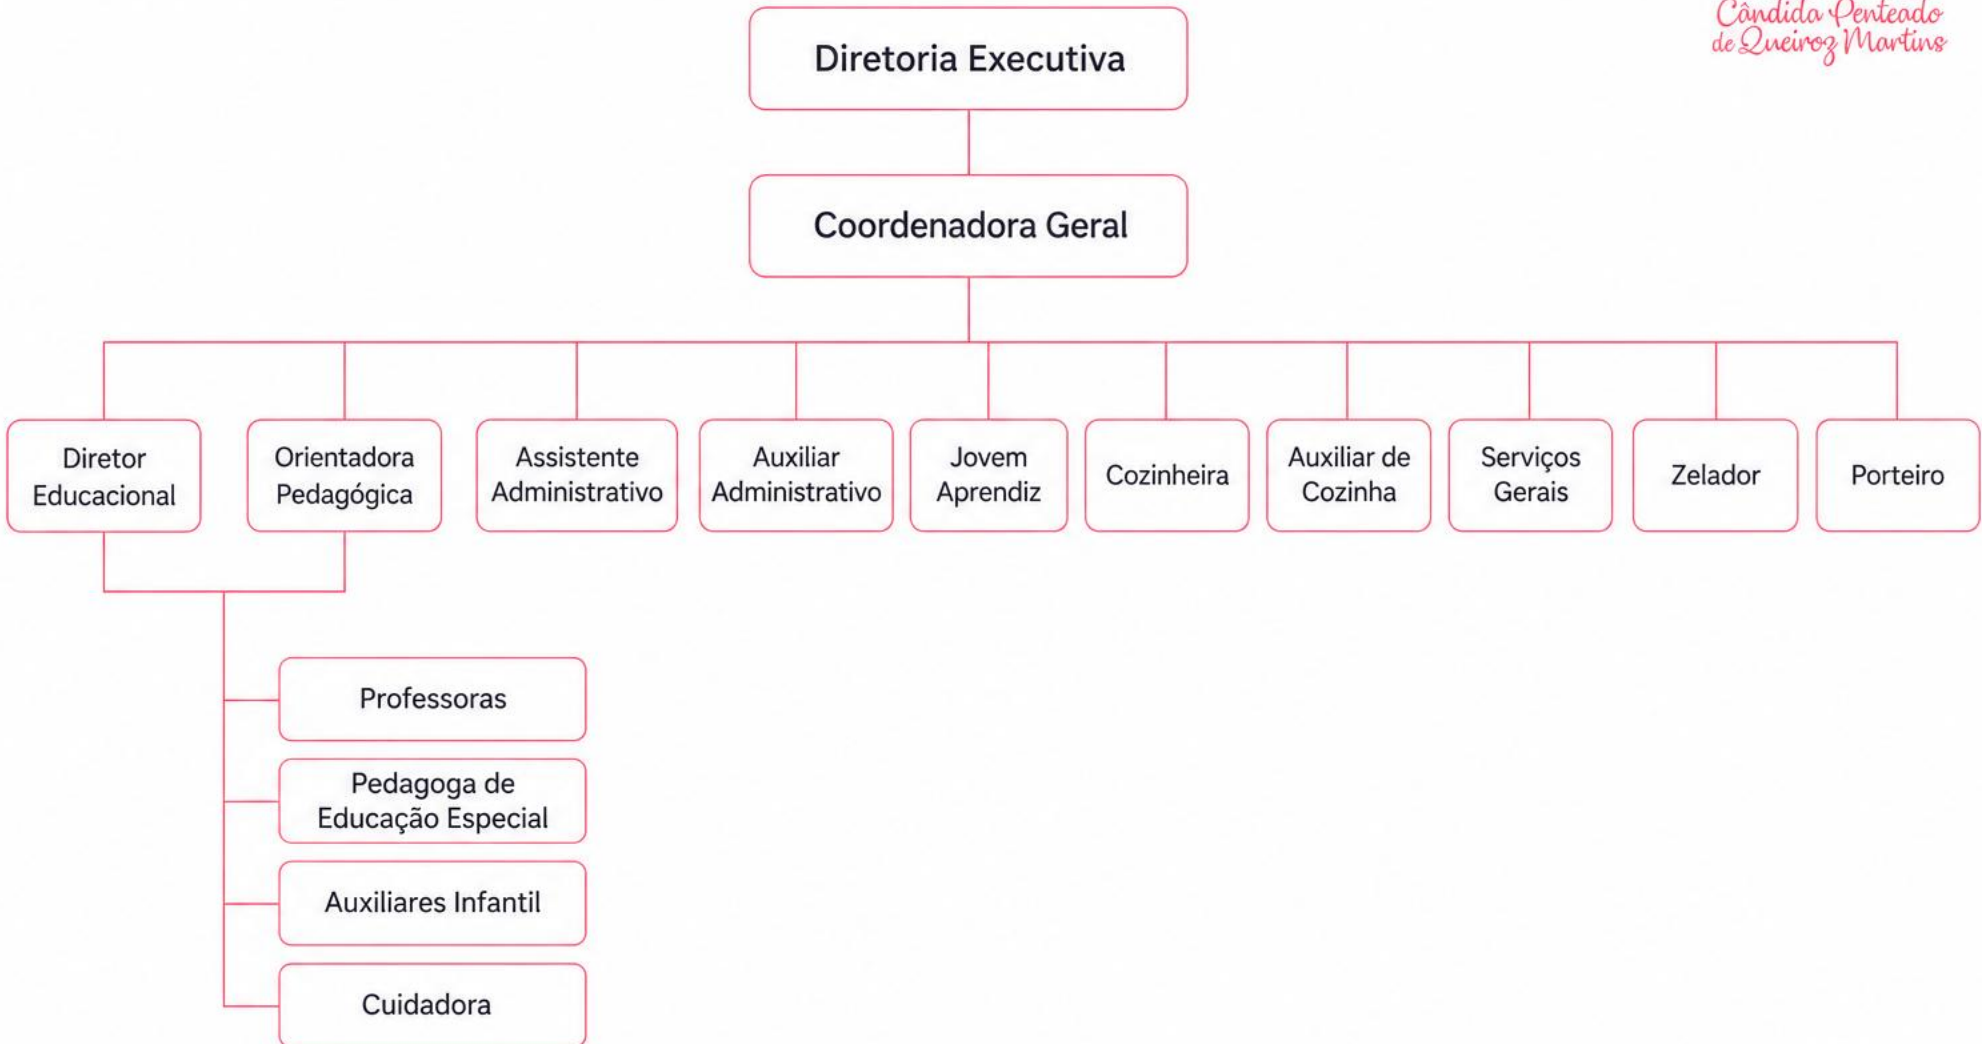 Cândida Penteado
de Queiroz Martins
Diretoria Executiva
Coordenadora Geral
Diretor
Educacional
Orientadora
Pedagógica
Assistente
Administrativo
Auxiliar
Administrativo
Jovem
Aprendiz
Cozinheira
Auxiliar de
Cozinha
Serviços
Gerais
Zelador
Porteiro
Professoras
Pedagoga de
Educação Especial
Auxiliares Infantil
Cuidadora